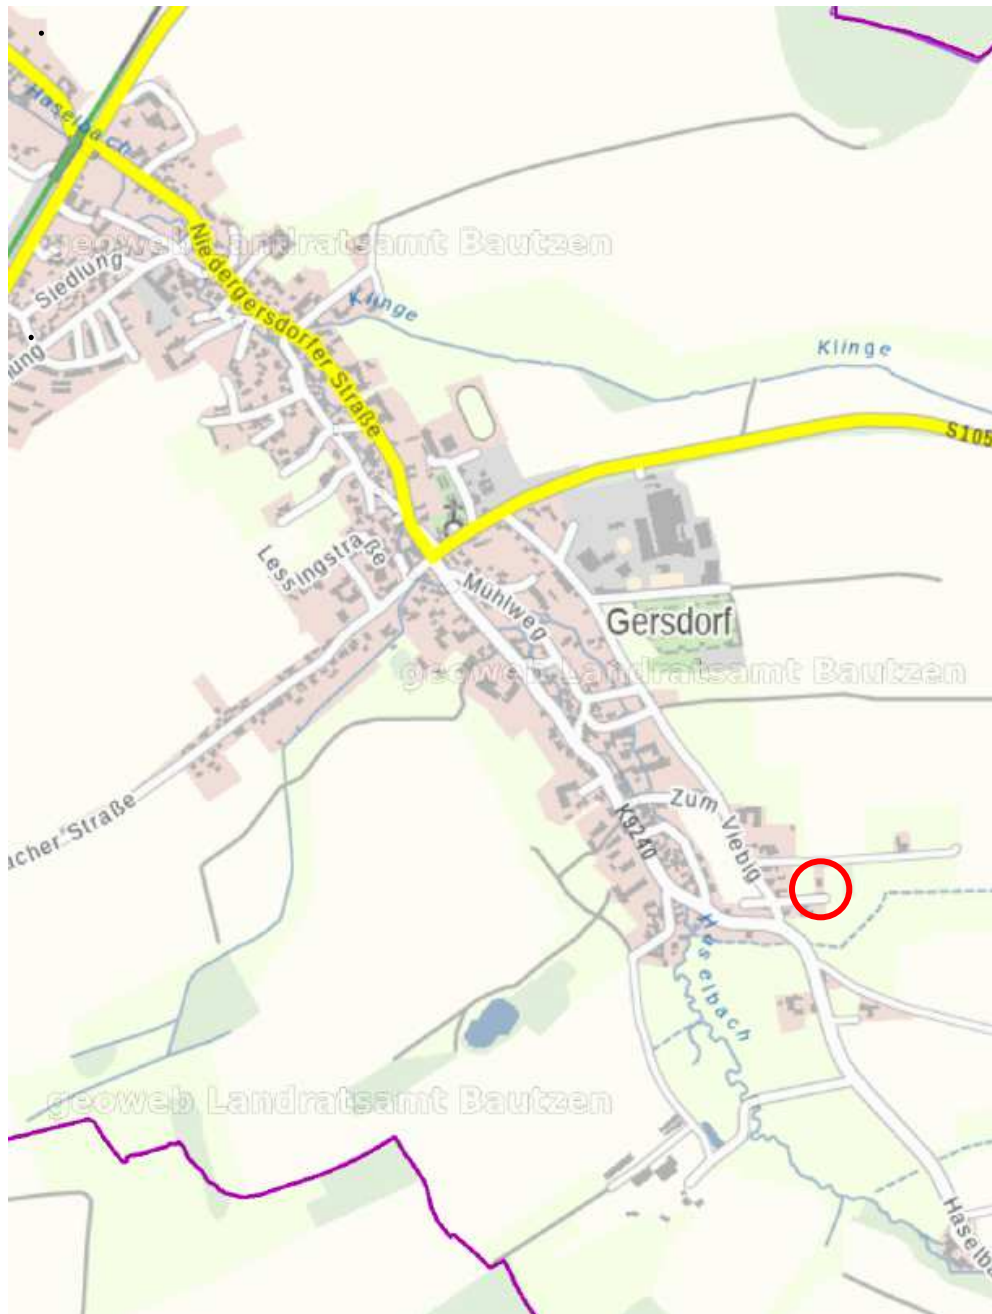 Haselbach
geoweb Landratsamt Bautzen
Niedergersdorfer Straße
Siedlung
Klinge
Klinge
S105
Lessingstraße
Mühlweg
Gersdorf
geoweb Landratsamt Bautzen
Zum Viebig
K9240
acher Straße
Haselbach
geoweb Landratsamt Bautzen